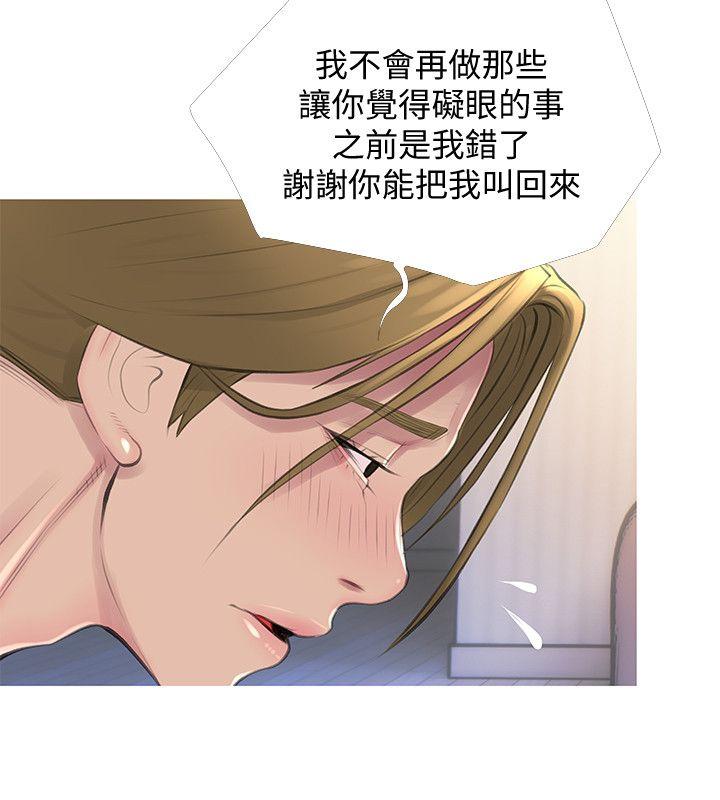 我不會再做那些
讓你覺得礙眼的事
之前是我錯了
謝謝你能把我叫回來